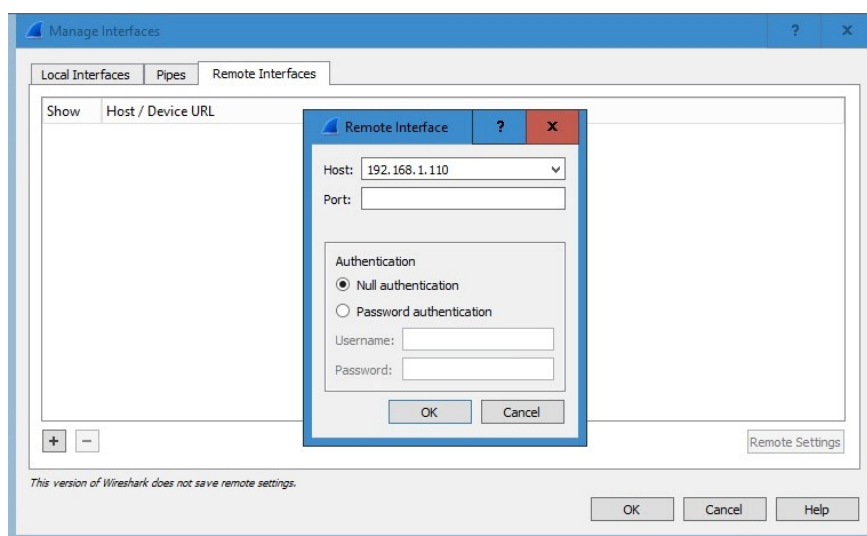 Manage Interfaces ? x
Local Interfaces Pipes Remote Interfaces
Show Host / Device URL
Remote Interface ? x
Host: 192.168.1.110
Port:
Authentication
Null authentication
Password authentication
Username:
Password:
OK Cancel
+ −
Remote Settings
This version of Wireshark does not save remote settings.
OK Cancel Help